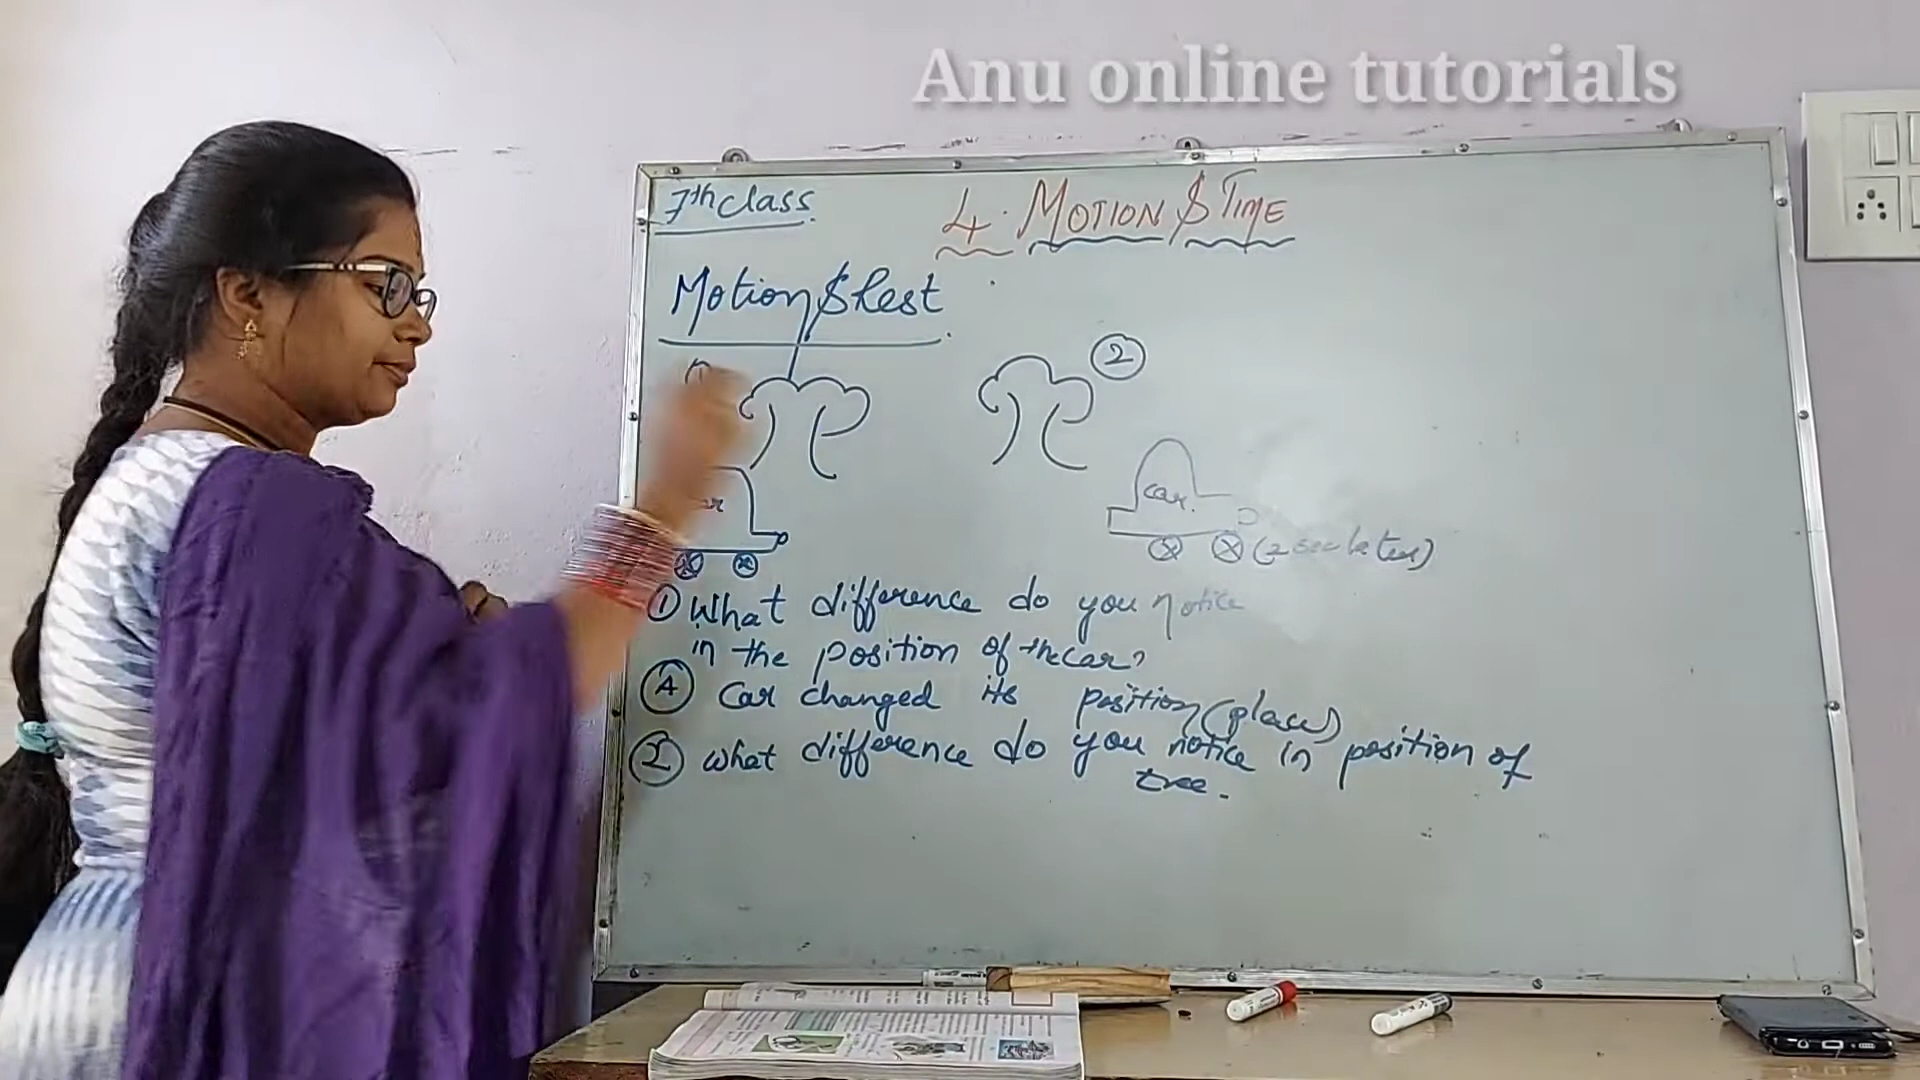 Anu online tutorials
7th class
4. MOTION & TIME
Motion & Rest
2
car
car
(2 sec later)
1 What difference do you notice
in the position of the car?
A Car changed its position (place)
2 What difference do you notice in position of
tree.